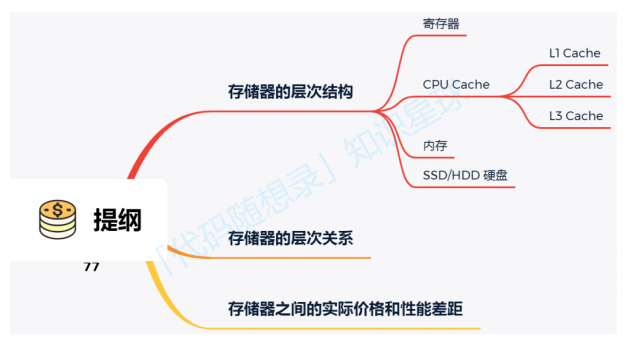 寄存器
L1 Cache
存储器的层次结构
CPU Cache
L2 Cache
L3 Cache
内存
SSD/HDD 硬盘
提纲
77
存储器的层次关系
存储器之间的实际价格和性能差距
「代码随想录」知识星球